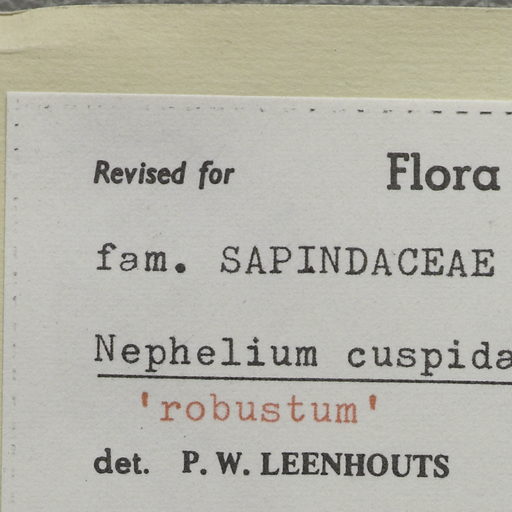 Revised for Flora
fam. SAPINDACEAE
Nephelium cuspida
'robustum'
det. P. W. LEENHOUTS